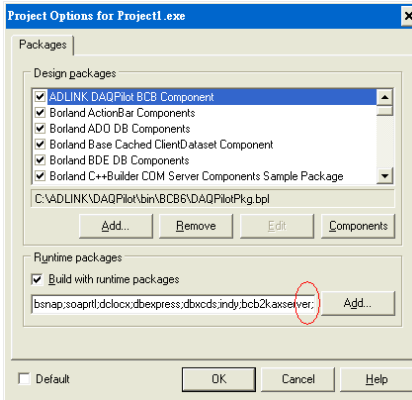 Project Options for Project1.exe
Packages
Design packages
ADLINK DAQPilot BCB Component
Borland ActionBar Components
Borland ADO DB Components
Borland Base Cached ClientDataset Component
Borland BDE DB Components
Borland C++Builder COM Server Components Sample Package
C:\ADLINK\DAQPilot\bin\BCB6\DAQPilotPkg.bpl
Add... Remove Edit Components
Runtime packages
Build with runtime packages
bsnap;soaprtl;dclocx;dbexpress;dbxcds;indy;bcb2kaxserver; Add...
Default OK Cancel Help